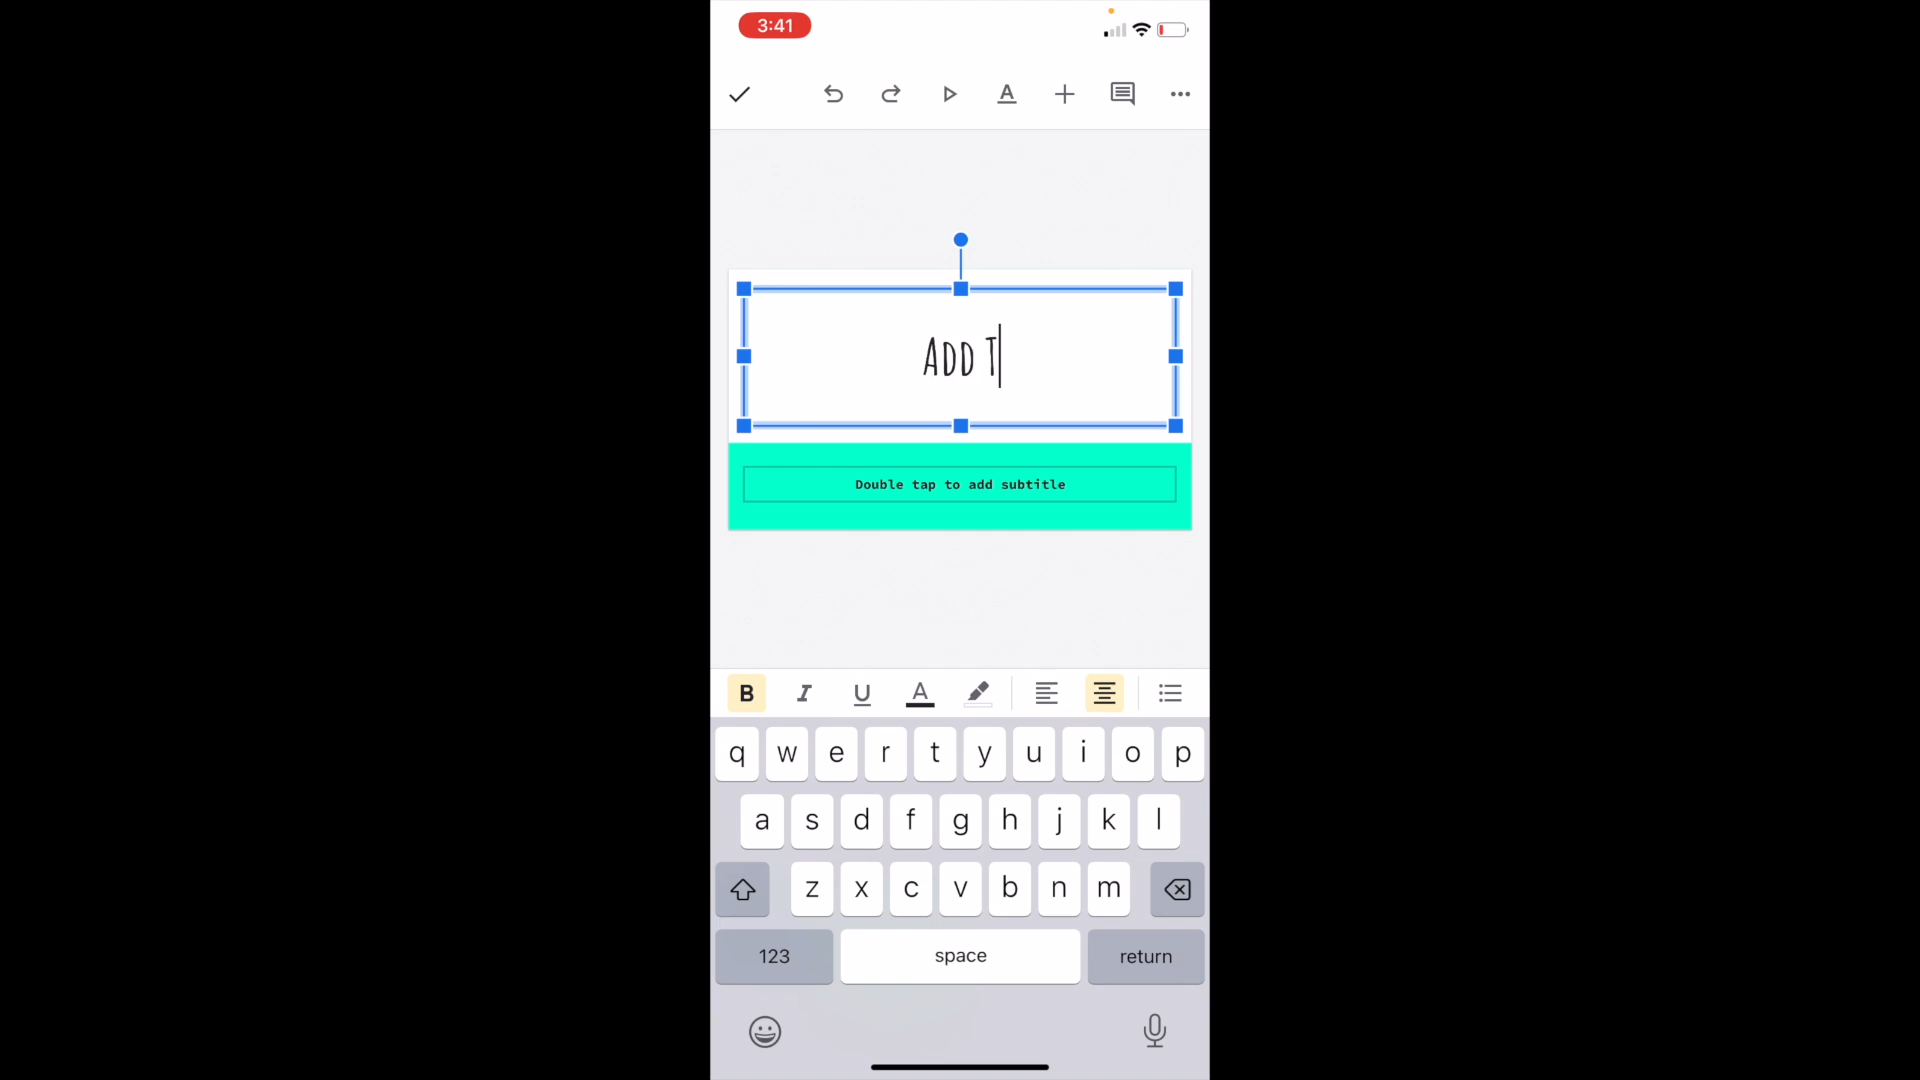 3:41
A
ADD T
Double tap to add subtitle
B I U A
q w e r t y u i o p
a s d f g h j k l
z x c v b n m
123 space return